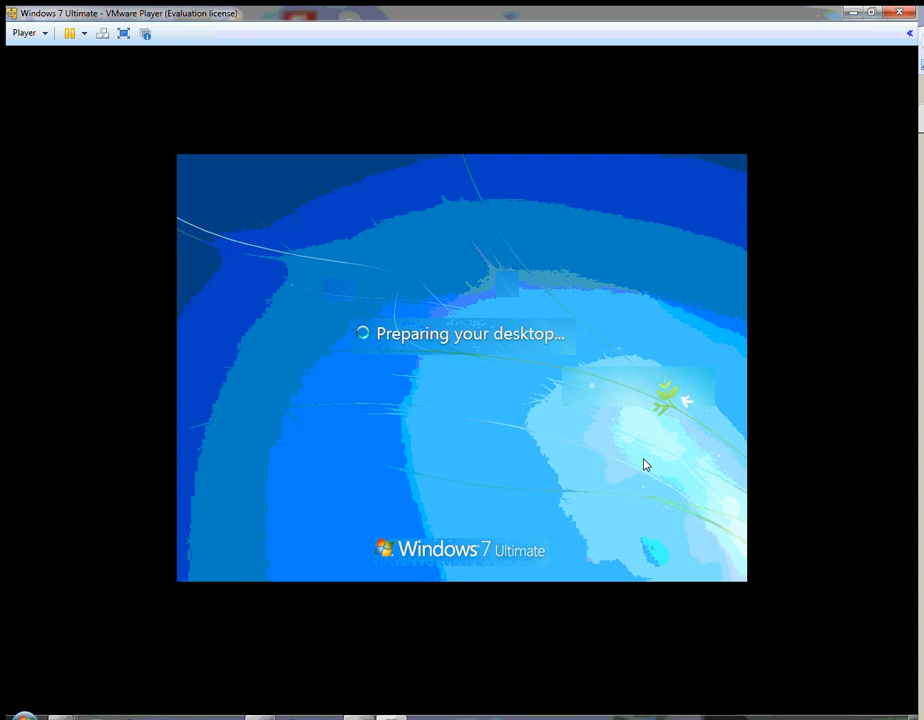 Windows 7 Ultimate - VMware Player (Evaluation license)
Player
Preparing your desktop...
Windows 7 Ultimate